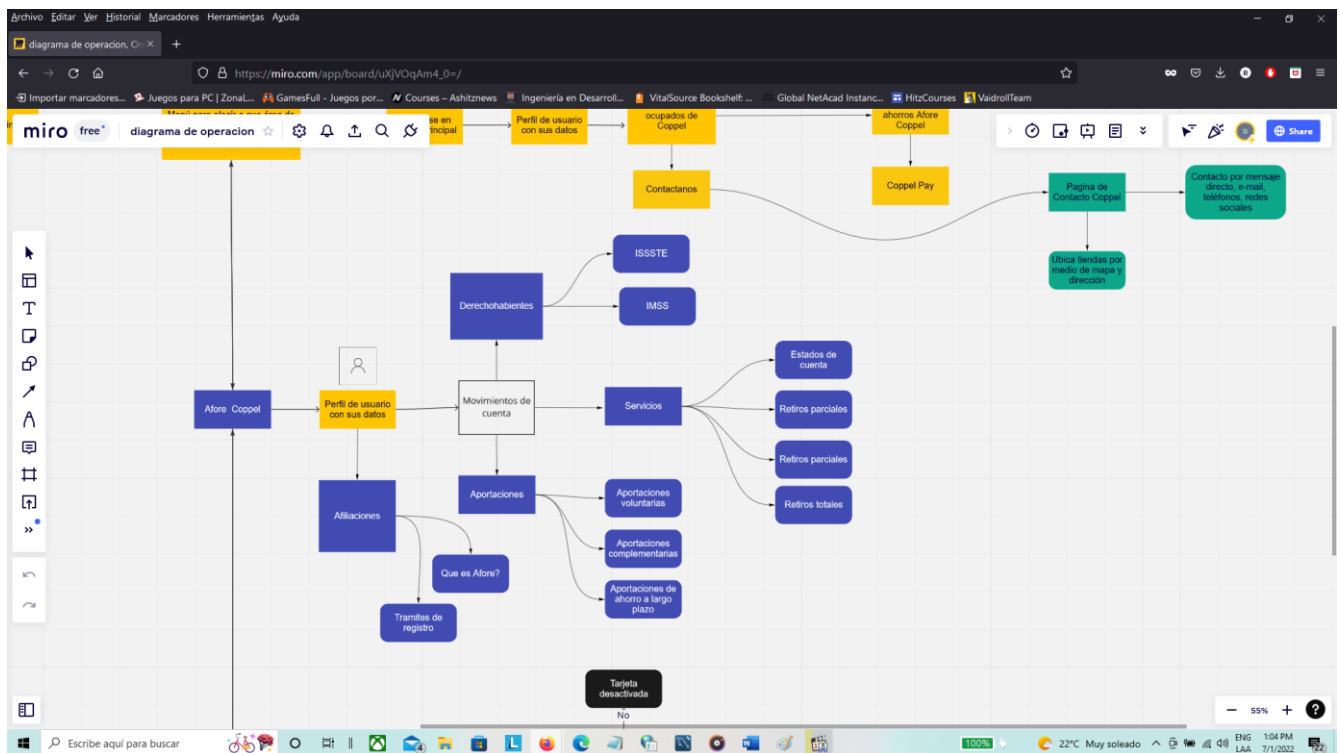 Archivo Editar Ver Historial Marcadores Herramientas Ayuda
diagrama de operacion, On
https://miro.com/app/board/uXjVOqAm4_0=/
Importar marcadores... Juegos para PC | ZonaL... GamesFull - Juegos por... Courses – Ashitznews Ingeniería en Desarroll... VitalSource Bookshelf: ... Global NetAcad Instanc... HitzCourses VaidrollTeam
miro free diagrama de operacion
Share
Perfil de usuario
con sus datos
ocupados de
Coppel
ahorros Afore
Coppel
Contactanos
Coppel Pay
Pagina de
Contacto Coppel
Contacto por mensaje
directo, e-mail,
teléfonos, redes
sociales
Ubica tiendas por
medio de mapa y
dirección
ISSSTE
Derechohabientes
IMSS
Estados de
cuenta
Afore Coppel
Perfil de usuario
con sus datos
Movimientos de
cuenta
Servicios
Retiros parciales
Retiros parciales
Retiros totales
Afiliaciones
Aportaciones
Aportaciones
voluntarias
Aportaciones
complementarias
Aportaciones de
ahorro a largo
plazo
Que es Afore?
Tramites de
registro
Tarjeta
desactivada
No
55%
Escribe aquí para buscar
100%
22°C Muy soleado
ENG
LAA
1:04 PM
7/1/2022
22